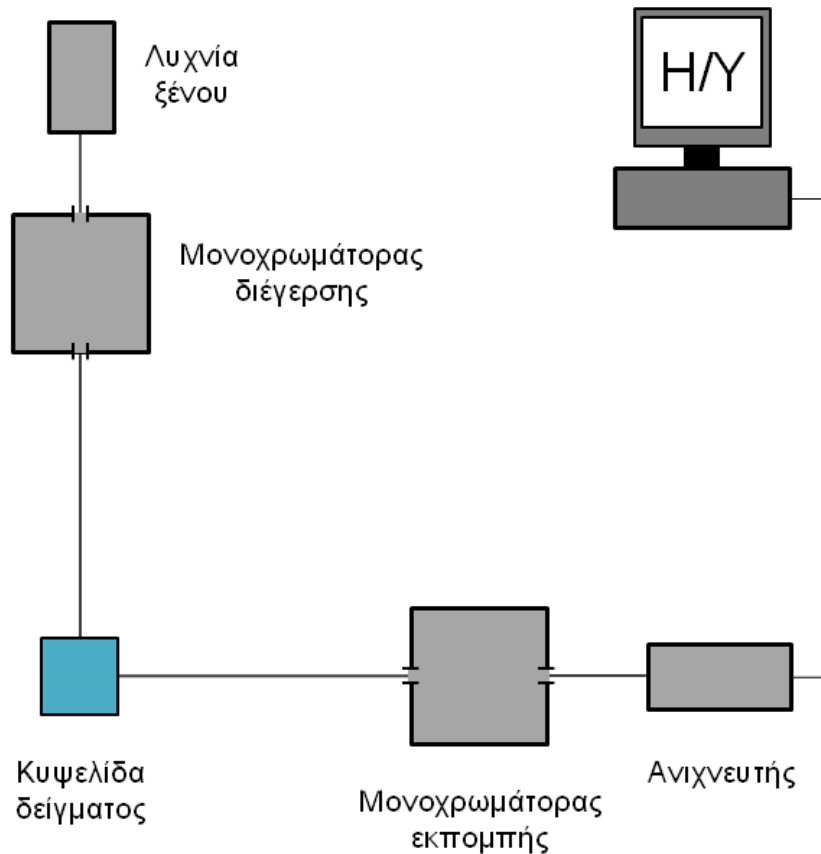 Λυχνία
ξένου
Η/Υ
Μονοχρωμάτορας
διέγερσης
Κυψελίδα
δείγματος
Μονοχρωμάτορας
εκπομπής
Ανιχνευτής